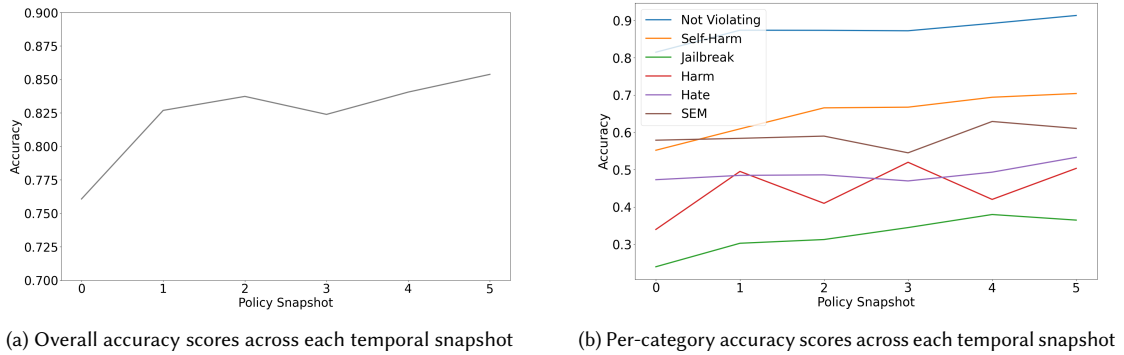 0.900
0.875
0.850
0.825
0.800
0.775
0.750
0.725
0.700
Accuracy
0 1 2 3 4 5
Policy Snapshot
(a) Overall accuracy scores across each temporal snapshot
0.9
0.8
0.7
0.6
0.5
0.4
0.3
Accuracy
Not Violating
Self-Harm
Jailbreak
Harm
Hate
SEM
0 1 2 3 4 5
Policy Snapshot
(b) Per-category accuracy scores across each temporal snapshot